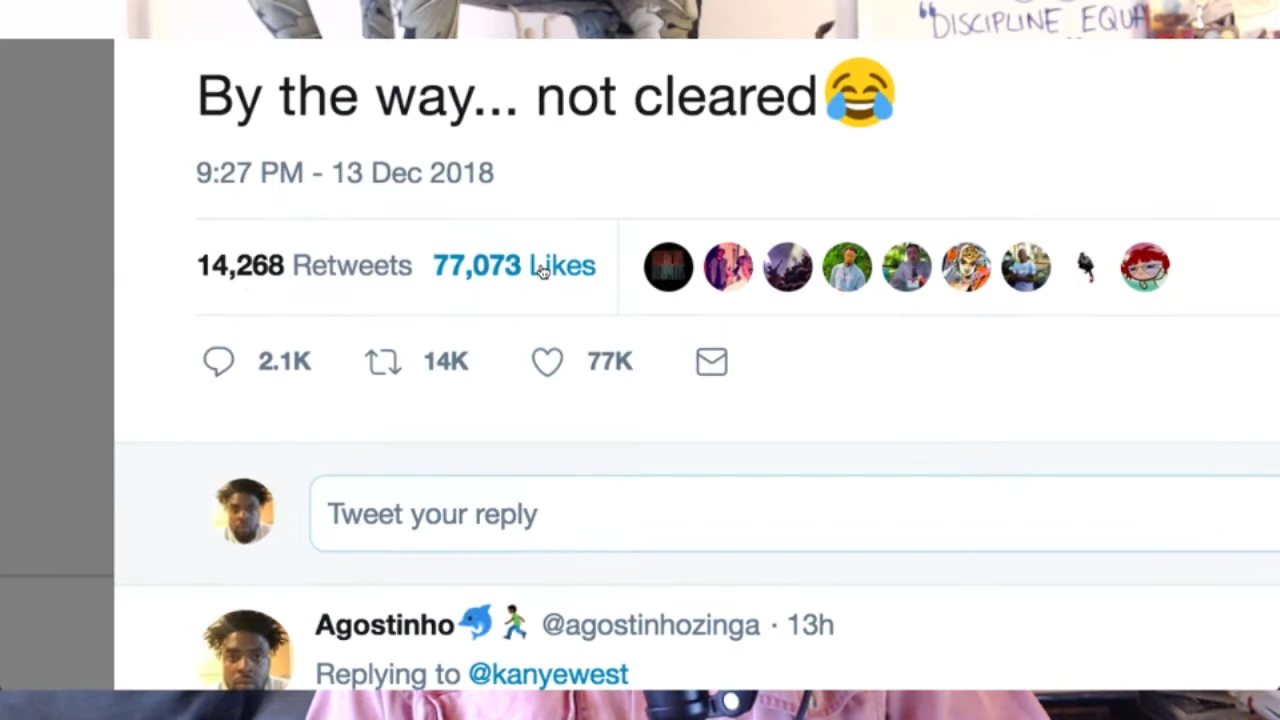 "DISCIPLINE EQUA
By the way... not cleared😂
9:27 PM - 13 Dec 2018
14,268 Retweets 77,073 Likes
2.1K 14K 77K
Tweet your reply
Agostinho🐬🏃🏿‍♂️ @agostinhozinga · 13h
Replying to @kanyewest